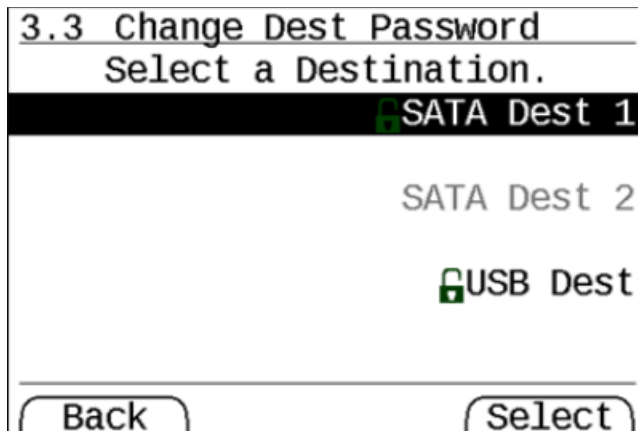 3.3 Change Dest Password
Select a Destination.
SATA Dest 1
SATA Dest 2
USB Dest
Back
Select